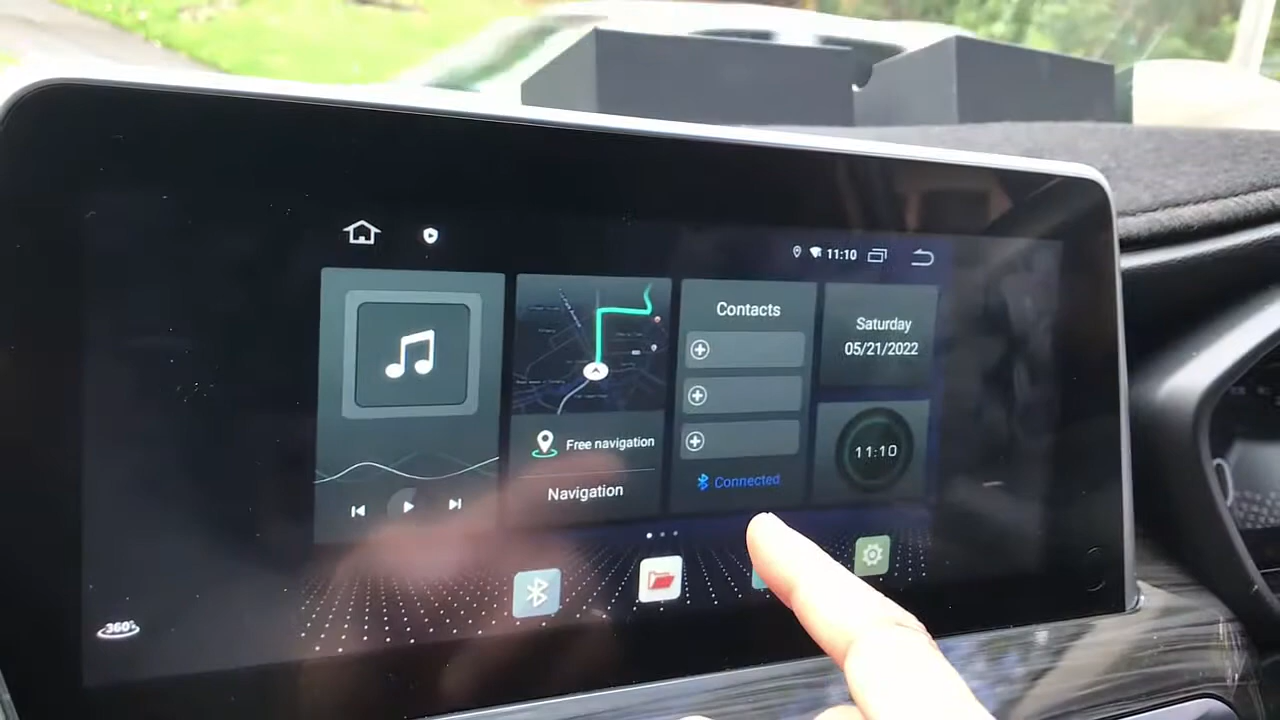 11:10
Contacts
Saturday
05/21/2022
Free navigation
11:10
Connected
Navigation
360°